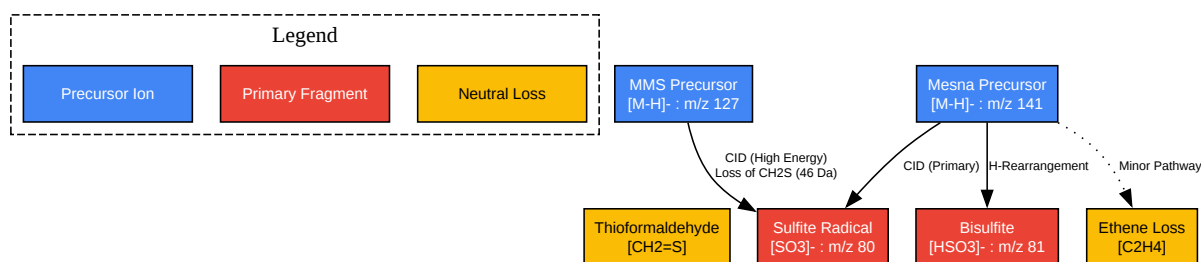 Legend
Precursor Ion
Primary Fragment
Neutral Loss
MMS Precursor
[M-H]- : m/z 127
Mesna Precursor
[M-H]- : m/z 141
CID (High Energy)
Loss of CH2S (46 Da)
CID (Primary)
H-Rearrangement
Minor Pathway
Thioformaldehyde
[CH2=S]
Sulfite Radical
[SO3]- : m/z 80
Bisulfite
[HSO3]- : m/z 81
Ethene Loss
[C2H4]